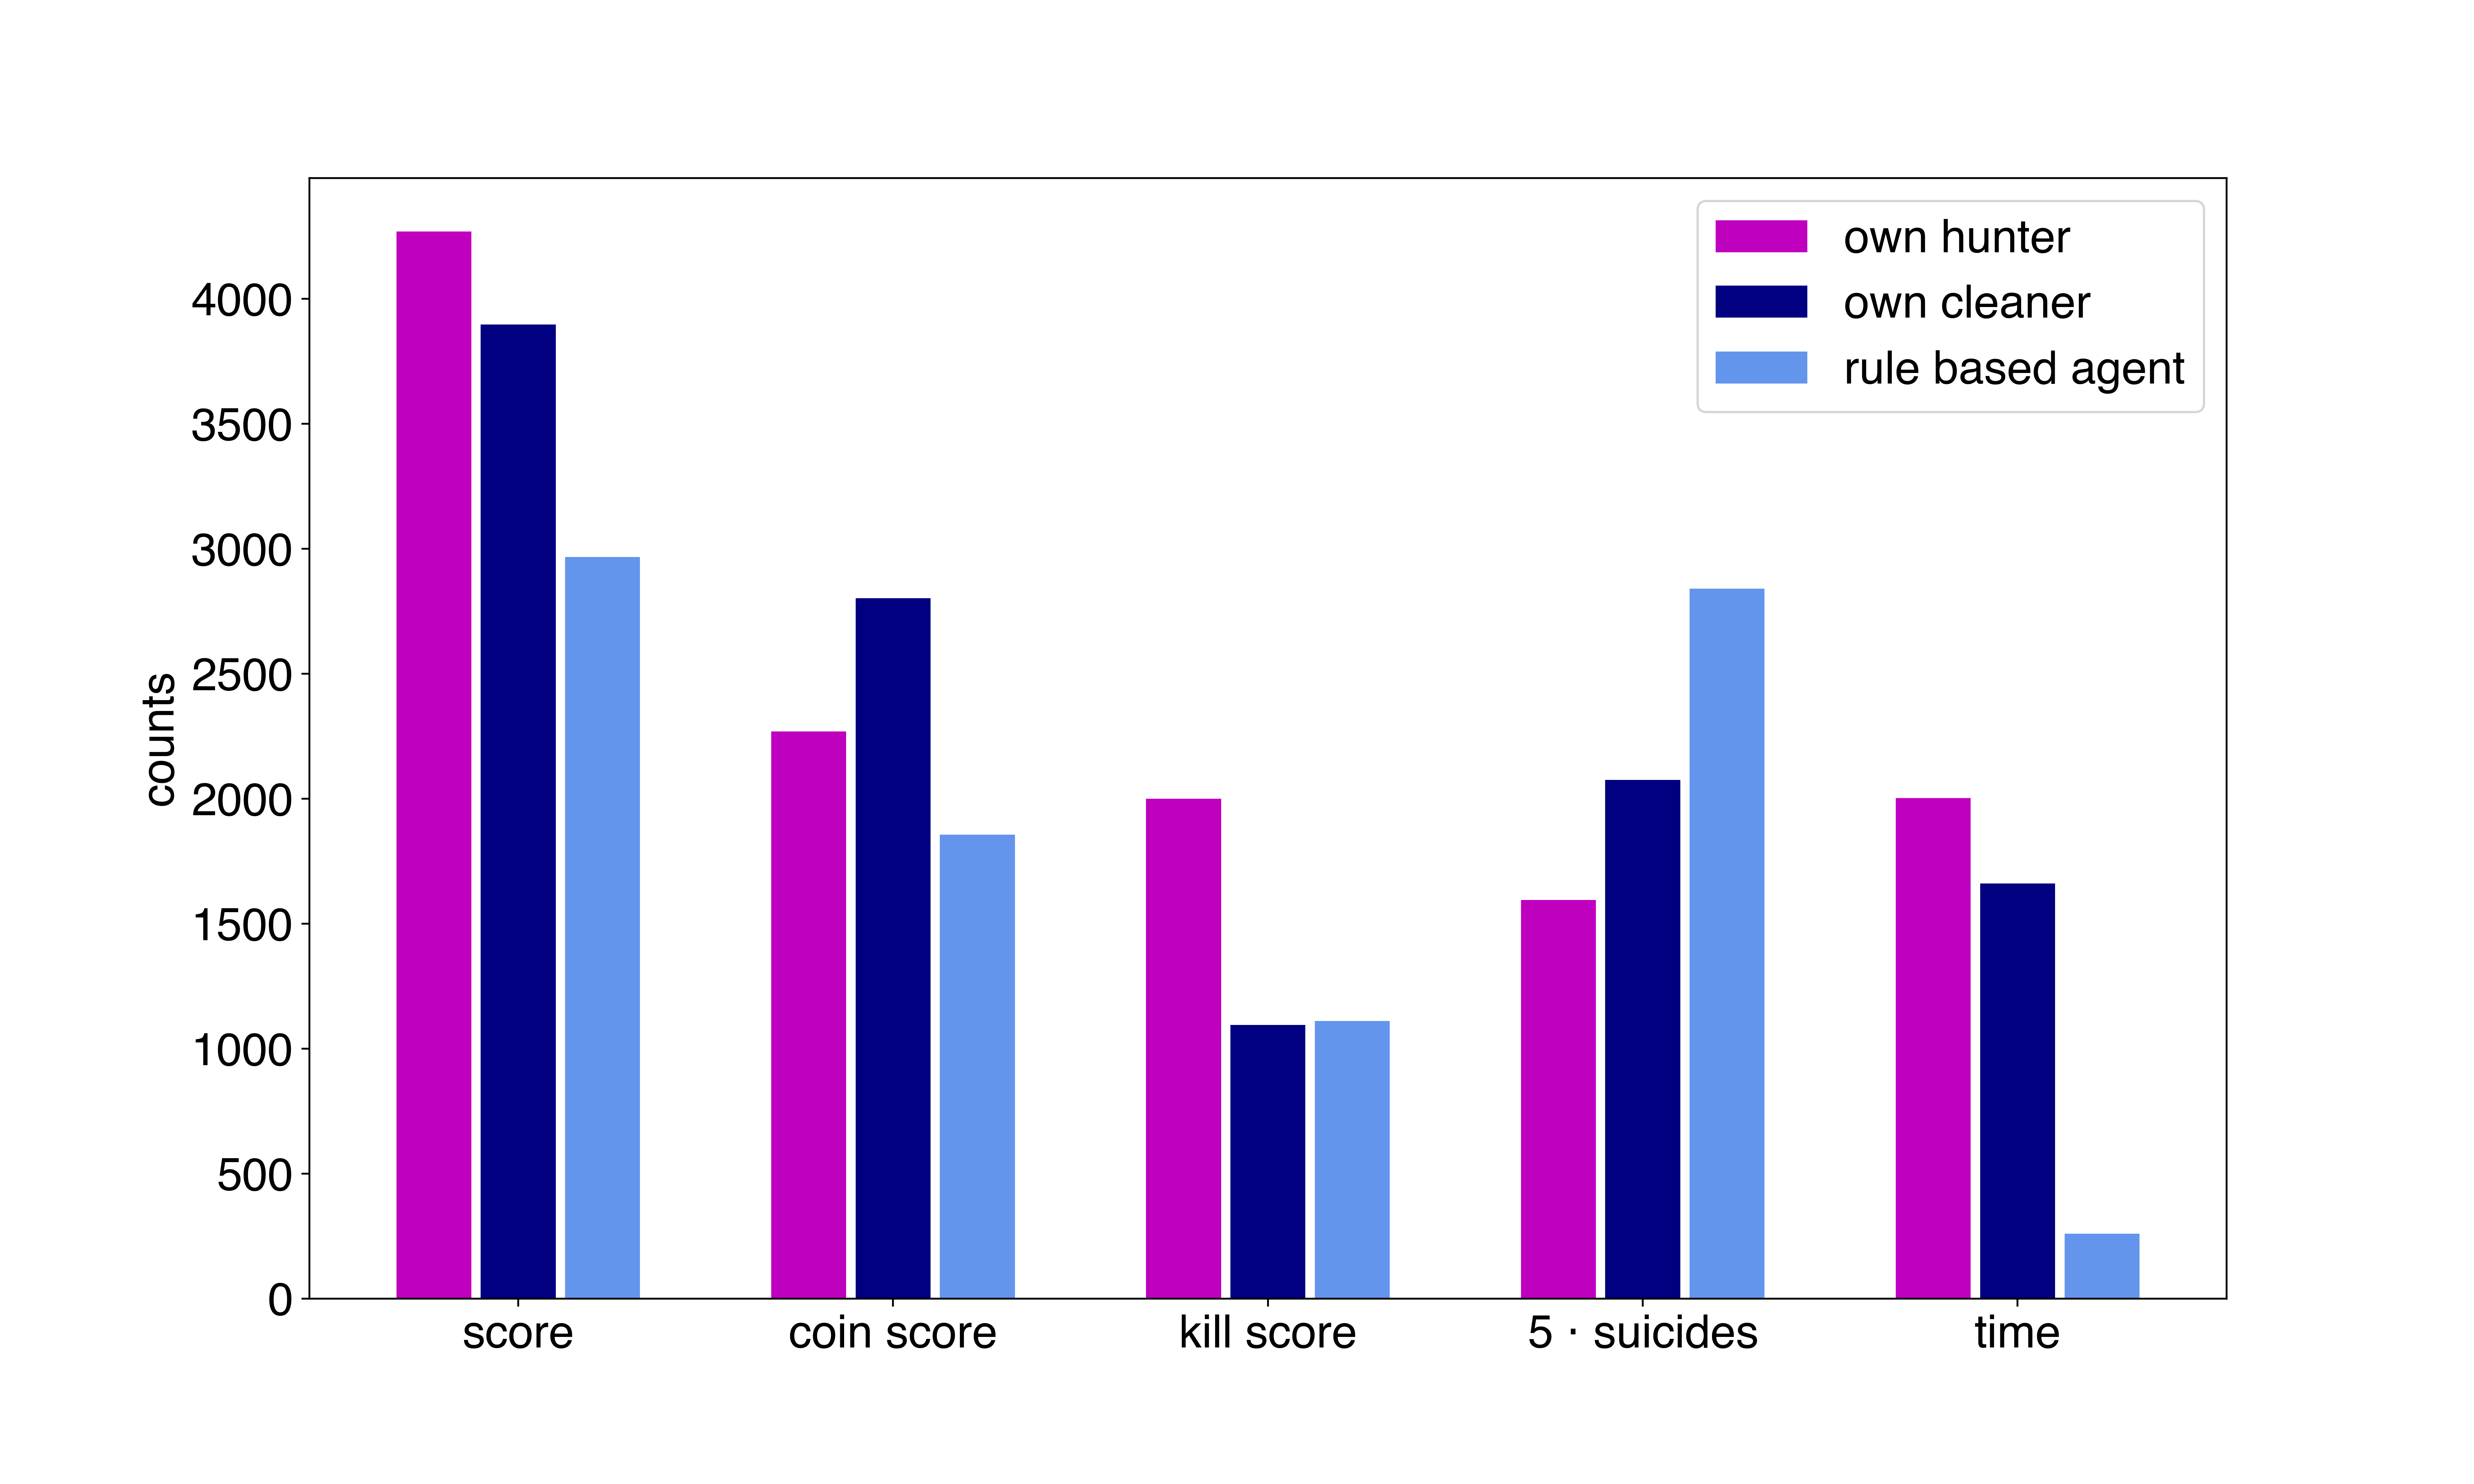 own hunter
own cleaner
rule based agent
4000
3500
3000
2500
2000
1500
1000
500
0
counts
score
coin score
kill score
5 · suicides
time